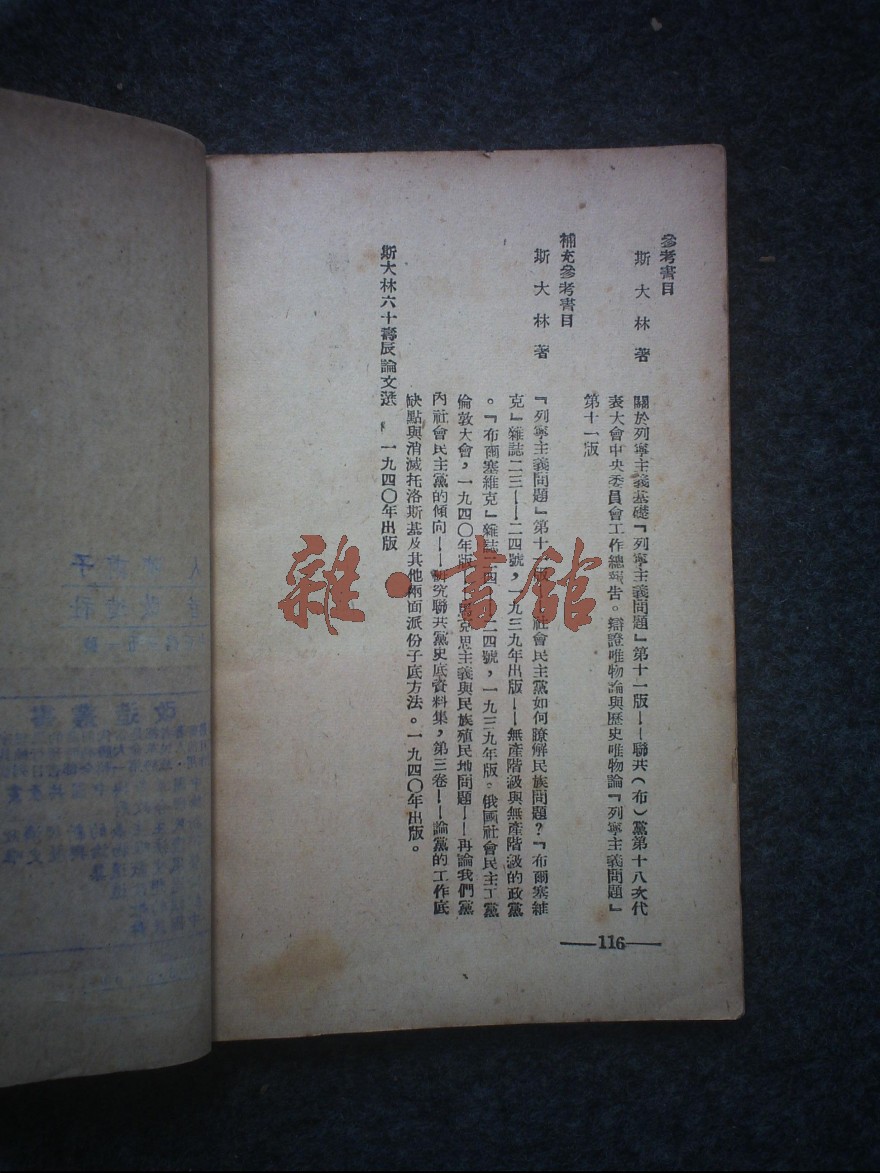 參考書目
斯大林著
關於列寧主義基礎『列寧主義問題』第十一版——聯共(布)黨第十八次代
表大會中央委員會工作總報告。辯證唯物論與歷史唯物論『列寧主義問題』
第十一版
補充參考書目
斯大林著
『列寧主義問題』第十一版——社會民主黨如何瞭解民族問題?『布爾塞維
克』雜誌二三——二四號,一九三九年出版——無產階級與無產階級的政黨
。『布爾塞維克』雜誌二四號,一九三九年版。俄國社會民主工黨
倫敦大會,一九四〇年版——馬克思主義與民族殖民地問題——再論我們黨
內社會民主黨的傾向——研究聯共黨史底資料集,第三卷——論黨的工作底
缺點與消滅托洛斯基及其他兩面派份子底方法。一九四〇年出版。
斯大林六十壽辰論文選 一九四〇年出版
116
雜·書館